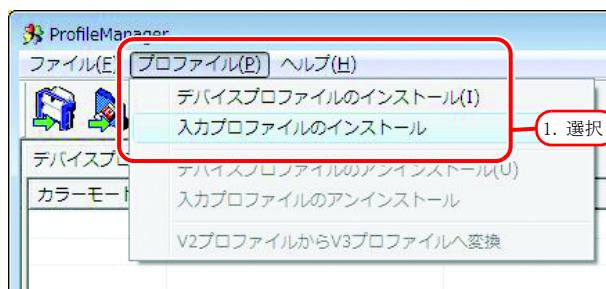 ProfileManager
ファイル(F) プロファイル(P) ヘルプ(H)
デバイスプロファイルのインストール(I)
入力プロファイルのインストール
1. 選択
デバイスプロ
デバイスプロファイルのアンインストール(U)
カラーモード
入力プロファイルのアンインストール
V2プロファイルからV3プロファイルへ変換